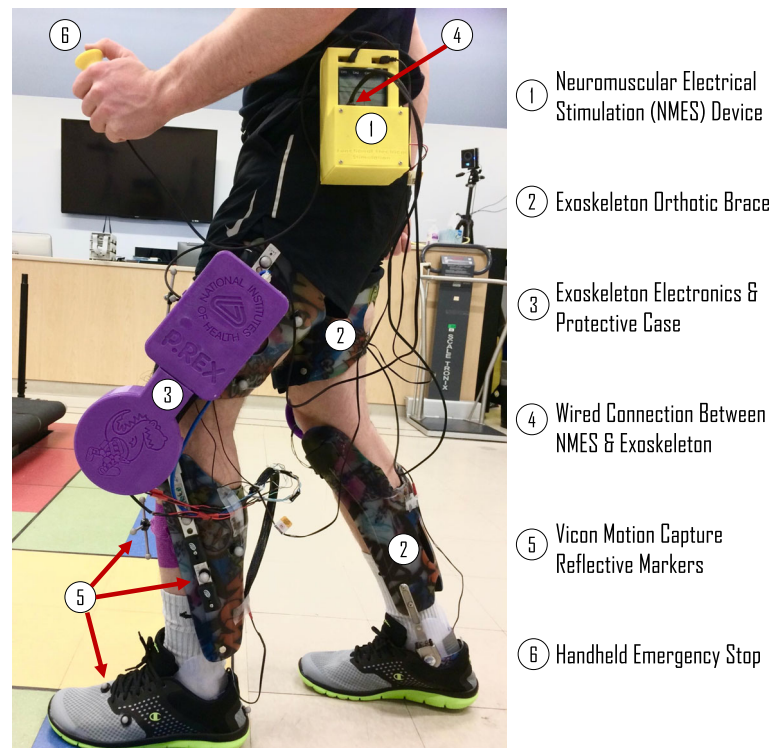 6
4
1
1
Neuromuscular Electrical
Stimulation (NMES) Device
2
Exoskeleton Orthotic Brace
NATIONAL INSTITUTES
OF HEALTH
P.REX
2
3
3
Exoskeleton Electronics &
Protective Case
SCALE TRONIX
4
Wired Connection Between
NMES & Exoskeleton
2
5
Vicon Motion Capture
Reflective Markers
5
6
Handheld Emergency Stop